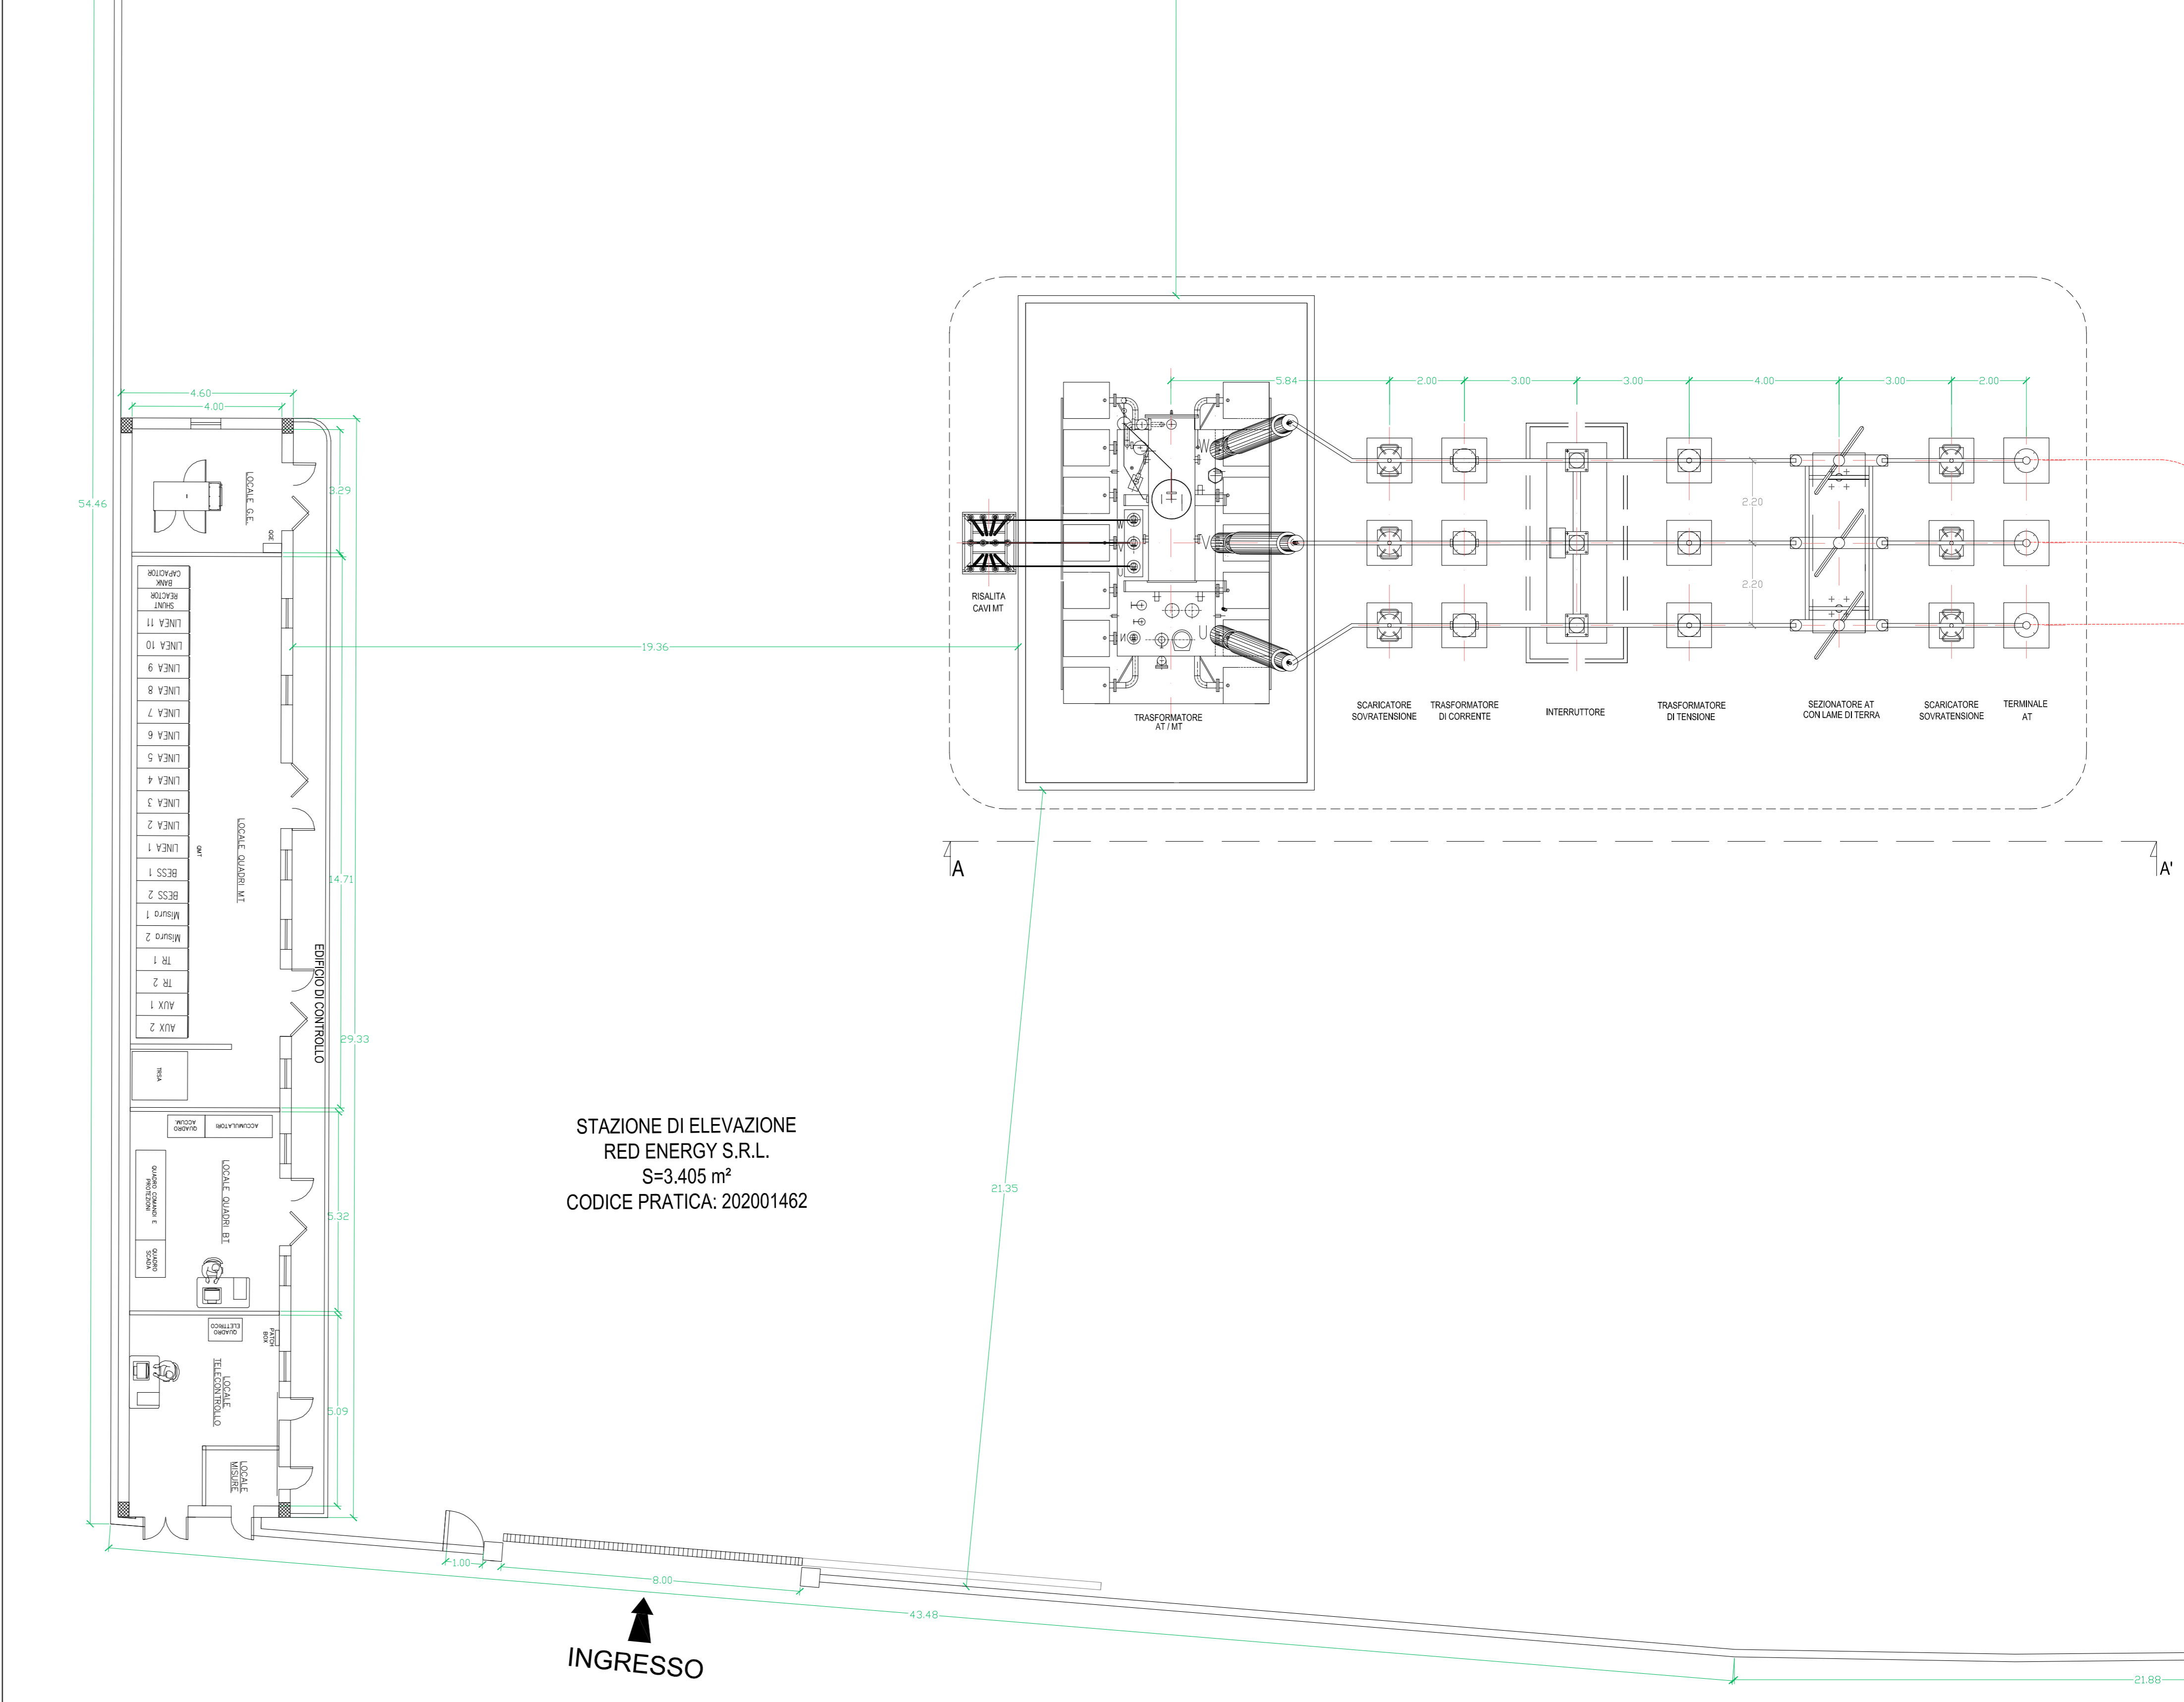 4.60
4.00
54.46
3.29
LOCALE G.E.
QGE
CAPACITOR
BANK
SHUNT
REACTOR
LINEA 11
LINEA 10
LINEA 9
LINEA 8
LINEA 7
LINEA 6
LINEA 5
LINEA 4
LINEA 3
LINEA 2
LINEA 1
BESS 1
BESS 2
Misura 1
Misura 2
TR 1
TR 2
AUX 1
AUX 2
QMT
LOCALE QUADRI MT
14.71
EDIFICIO DI CONTROLLO
29.33
TRSA
QUADRO
ACCUM.
ACCUMULATORI
QUADRO COMANDI E
PROTEZIONI
QUADRO
SCADA
LOCALE QUADRI BT
5.32
QUADRO
ELETTRICO
PATCH
BOX
LOCALE
TELECONTROLLO
5.09
LOCALE
MISURE
19.36
RISALITA
CAVI MT
W
V
U
N
W
V
U
TRASFORMATORE
AT / MT
5.84
2.00
3.00
3.00
4.00
3.00
2.00
2.20
2.20
SCARICATORE
SOVRATENSIONE
TRASFORMATORE
DI CORRENTE
INTERRUTTORE
TRASFORMATORE
DI TENSIONE
SEZIONATORE AT
CON LAME DI TERRA
SCARICATORE
SOVRATENSIONE
TERMINALE
AT
A
A'
STAZIONE DI ELEVAZIONE
RED ENERGY S.R.L.
S=3.405 m²
CODICE PRATICA: 202001462
21.35
1.00
8.00
43.48
21.88
INGRESSO